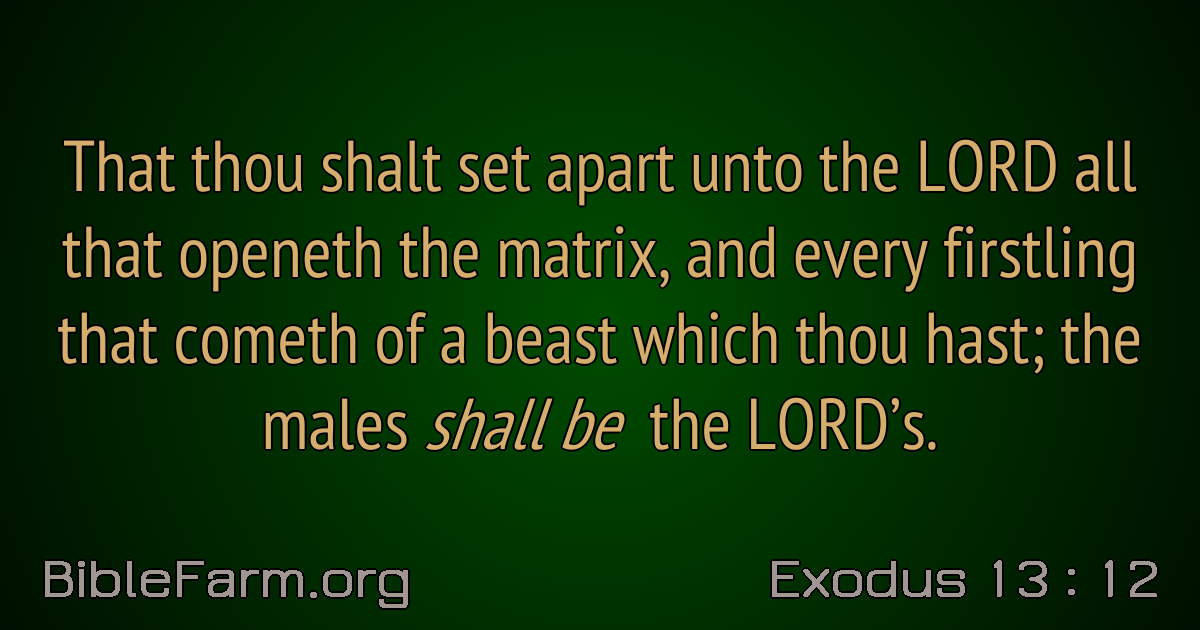 That thou shalt set apart unto the LORD all
that openeth the matrix, and every firstling
that cometh of a beast which thou hast; the
males shall be the LORD’s.
BibleFarm.org
Exodus 13 : 12